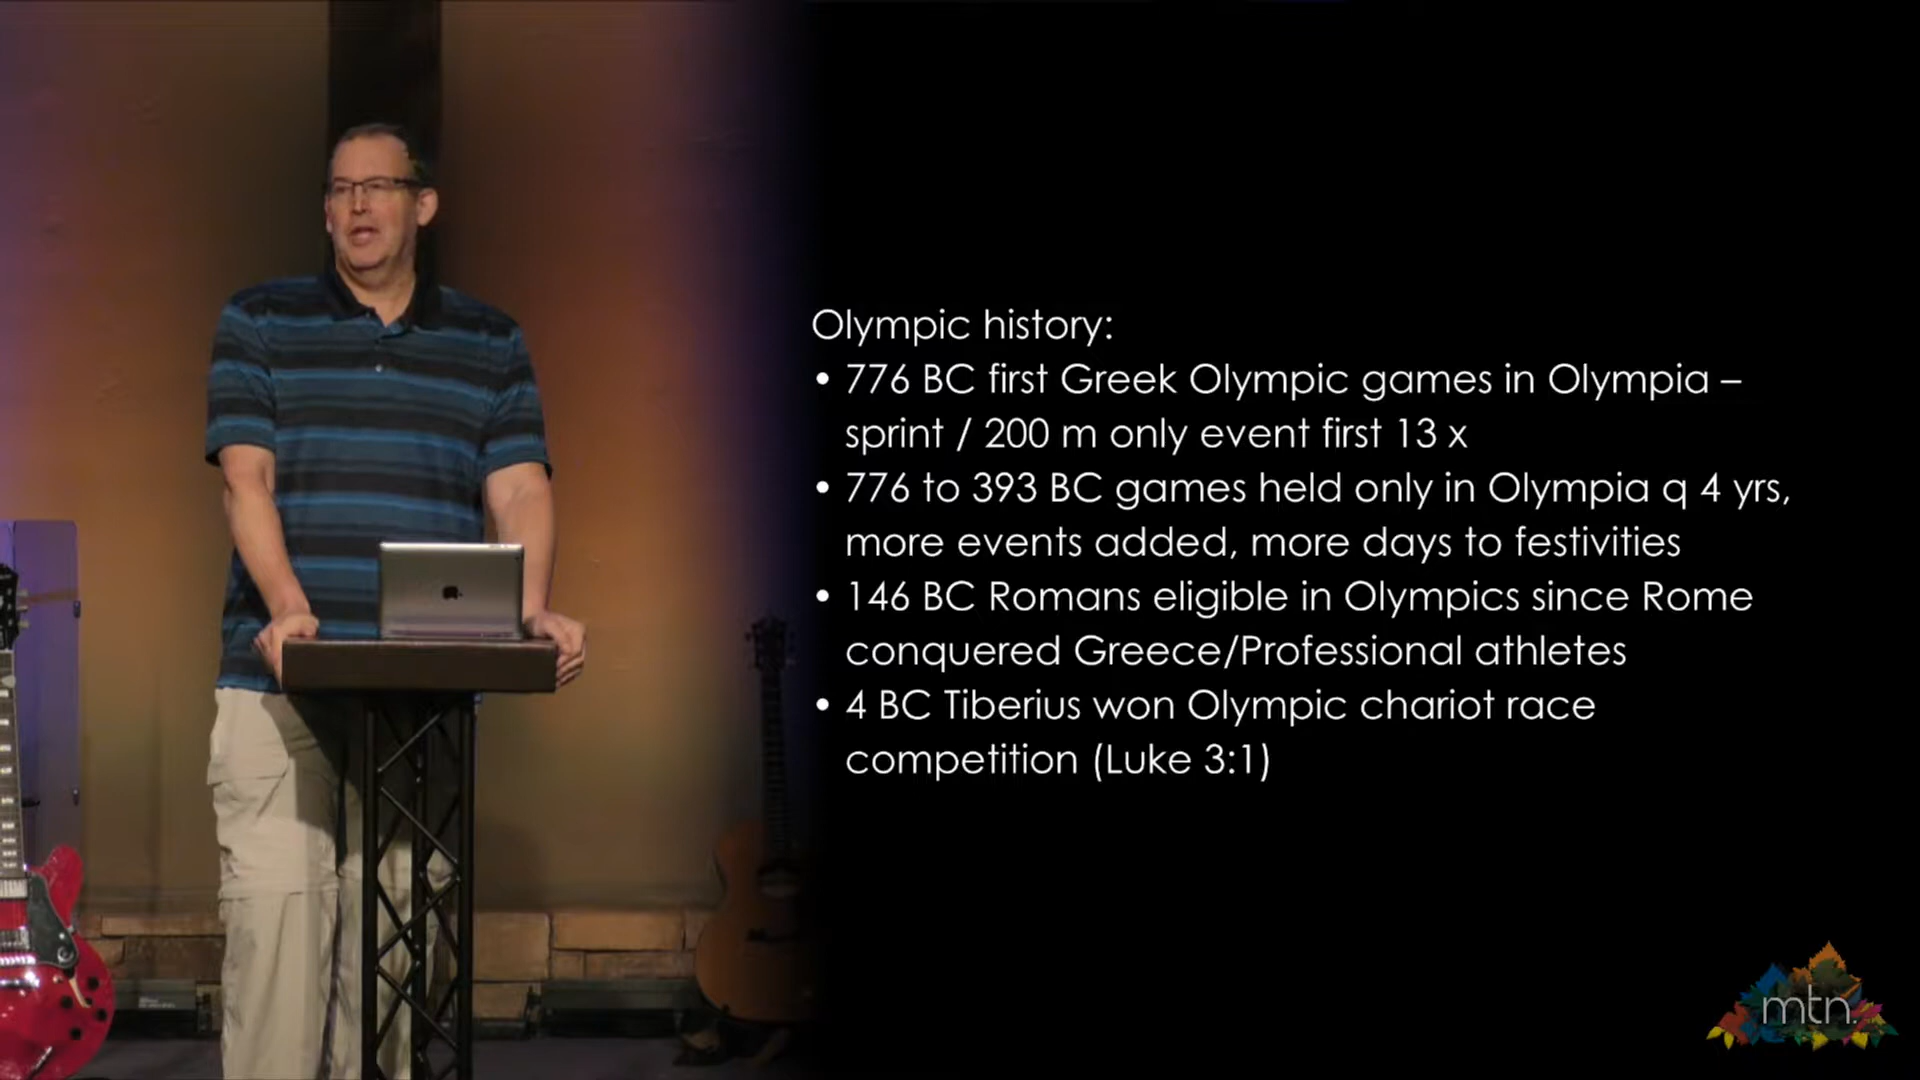 Olympic history:
• 776 BC first Greek Olympic games in Olympia –
sprint / 200 m only event first 13 x
• 776 to 393 BC games held only in Olympia q 4 yrs,
more events added, more days to festivities
• 146 BC Romans eligible in Olympics since Rome
conquered Greece/Professional athletes
• 4 BC Tiberius won Olympic chariot race
competition (Luke 3:1)
mtn.